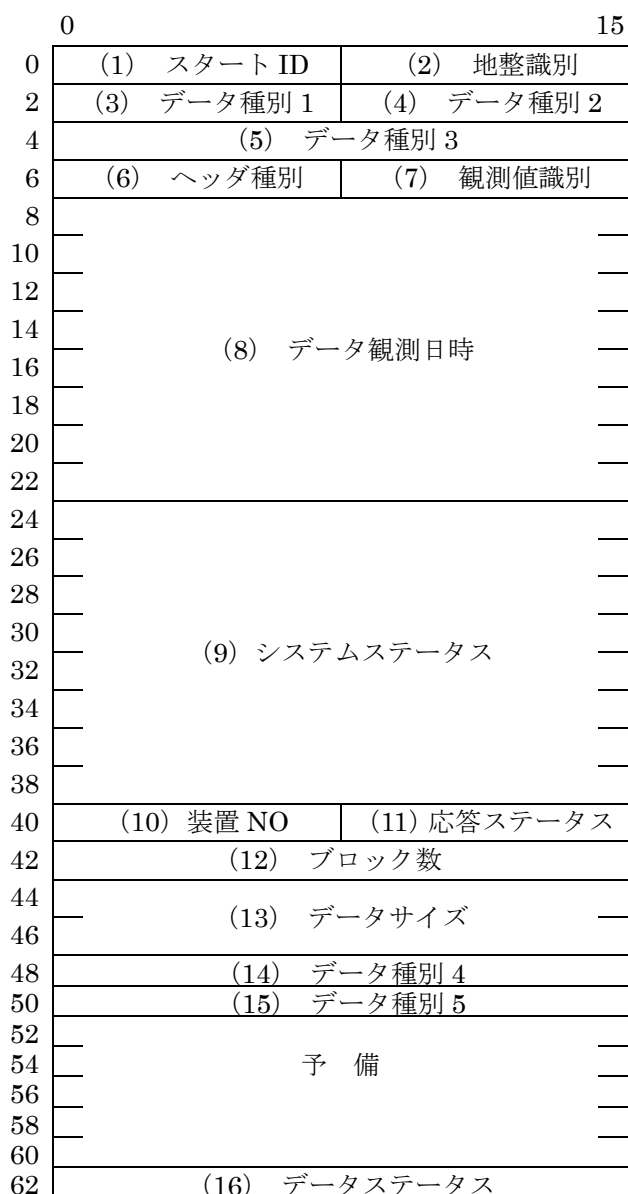 0 15
0 (1) スタート ID (2) 地整識別
2 (3) データ種別 1 (4) データ種別 2
4 (5) データ種別 3
6 (6) ヘッダ種別 (7) 観測値識別
8
10
12
14
(8) データ観測日時
16
18
20
22
24
26
28
30
(9) システムステータス
32
34
36
38
40 (10) 装置 NO (11) 応答ステータス
42 (12) ブロック数
44
(13) データサイズ
46
48 (14) データ種別 4
50 (15) データ種別 5
52
54 予 備
56
58
60
62 (16) データステータス